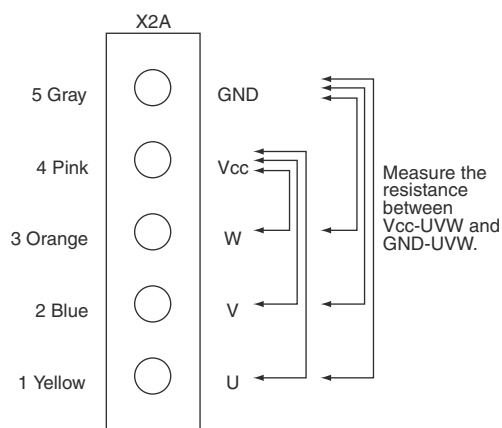 X2A
5 Gray GND
4 Pink Vcc
3 Orange W
2 Blue V
1 Yellow U
Measure the
resistance
between
Vcc-UVW and
GND-UVW.